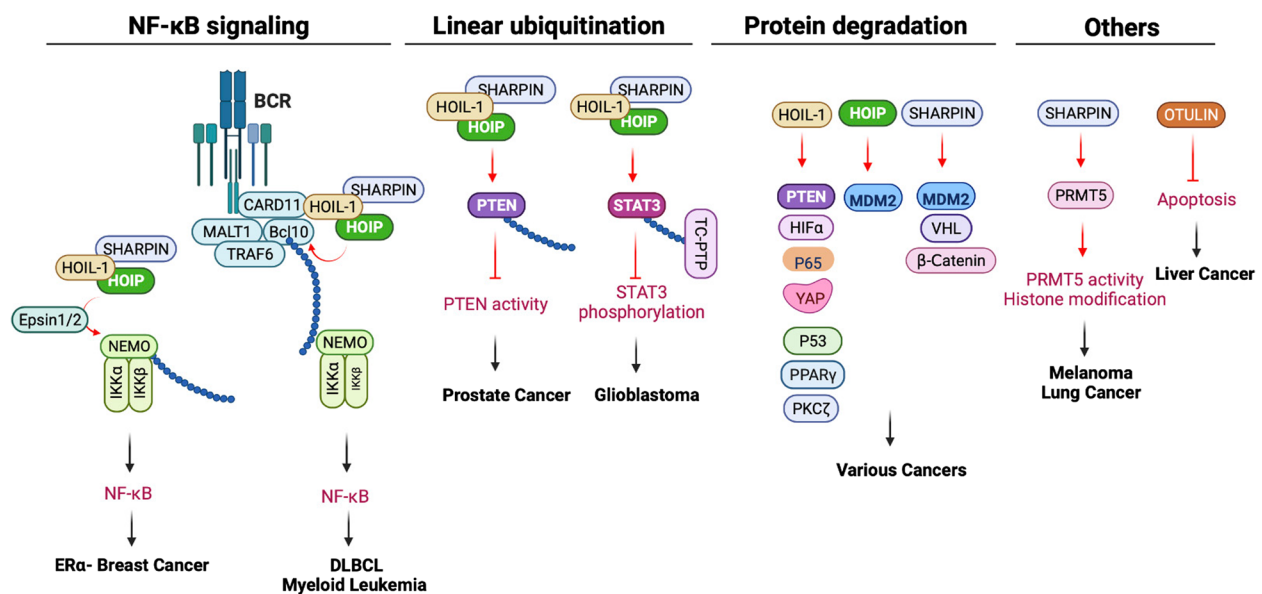 NF-κB signaling
Linear ubiquitination
Protein degradation
Others
BCR
CARD11
MALT1
Bcl10
TRAF6
HOIL-1
SHARPIN
HOIP
SHARPIN
HOIL-1
HOIP
Epsin1/2
NEMO
IKKα
IKKβ
NF-κB
ERα- Breast Cancer
NEMO
IKKα
IKKβ
NF-κB
DLBCL
Myeloid Leukemia
SHARPIN
HOIL-1
HOIP
PTEN
PTEN activity
Prostate Cancer
SHARPIN
HOIL-1
HOIP
STAT3
TC-PTP
STAT3
phosphorylation
Glioblastoma
HOIL-1
PTEN
HIFα
P65
YAP
P53
PPARγ
PKCζ
HOIP
MDM2
SHARPIN
MDM2
VHL
β-Catenin
Various Cancers
SHARPIN
PRMT5
PRMT5 activity
Histone modification
Melanoma
Lung Cancer
OTULIN
Apoptosis
Liver Cancer